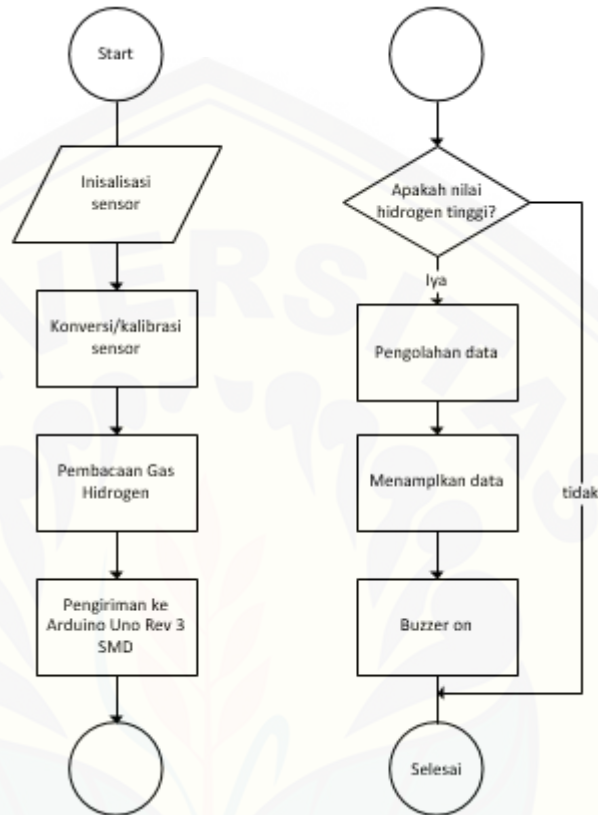 Start
Inisalisasi
sensor
Konversi/kalibrasi
sensor
Pembacaan Gas
Hidrogen
Pengiriman ke
Arduino Uno Rev 3
SMD
Apakah nilai
hidrogen tinggi?
Iya
Pengolahan data
Menamplkan data
tidak
Buzzer on
Selesai